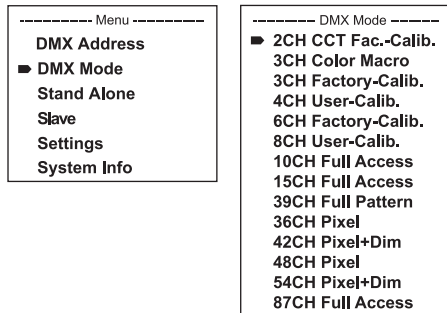 ---------- Menu ----------
DMX Address
DMX Mode
Stand Alone
Slave
Settings
System Info
---------- DMX Mode ----------
2CH CCT Fac.-Calib.
3CH Color Macro
3CH Factory-Calib.
4CH User-Calib.
6CH Factory-Calib.
8CH User-Calib.
10CH Full Access
15CH Full Access
39CH Full Pattern
36CH Pixel
42CH Pixel+Dim
48CH Pixel
54CH Pixel+Dim
87CH Full Access